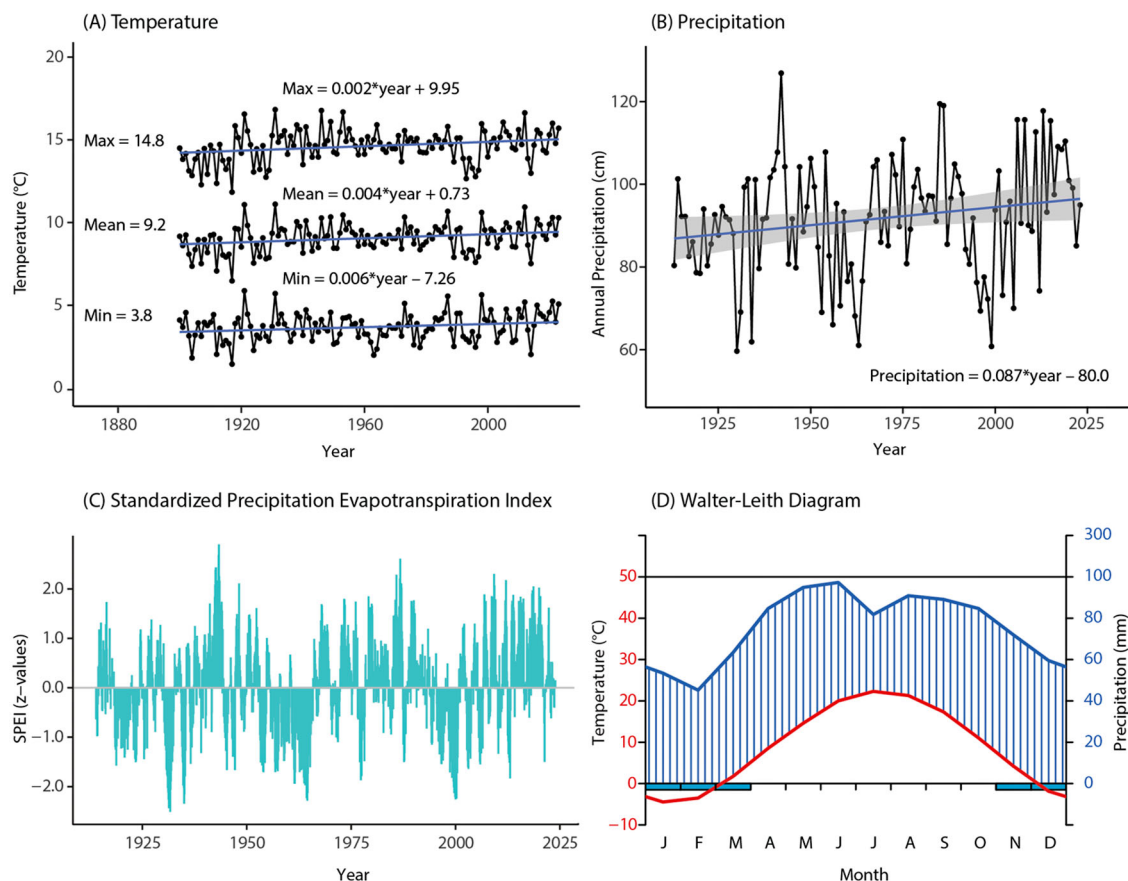 (A) Temperature
20
15
10
5
0
Temperature (°C)
Max = 0.002*year + 9.95
Max = 14.8
Mean = 0.004*year + 0.73
Mean = 9.2
Min = 0.006*year – 7.26
Min = 3.8
1880
1920
1960
2000
Year
(B) Precipitation
120
100
80
60
Annual Precipitation (cm)
Precipitation = 0.087*year – 80.0
1925
1950
1975
2000
2025
Year
(C) Standardized Precipitation Evapotranspiration Index
2.0
1.0
0.0
−1.0
−2.0
SPEI (z-values)
1925
1950
1975
2000
2025
Year
(D) Walter-Leith Diagram
50
40
30
20
10
0
−10
Temperature (°C)
300
100
80
60
40
20
0
Precipitation (mm)
J F M A M J J A S O N D
Month